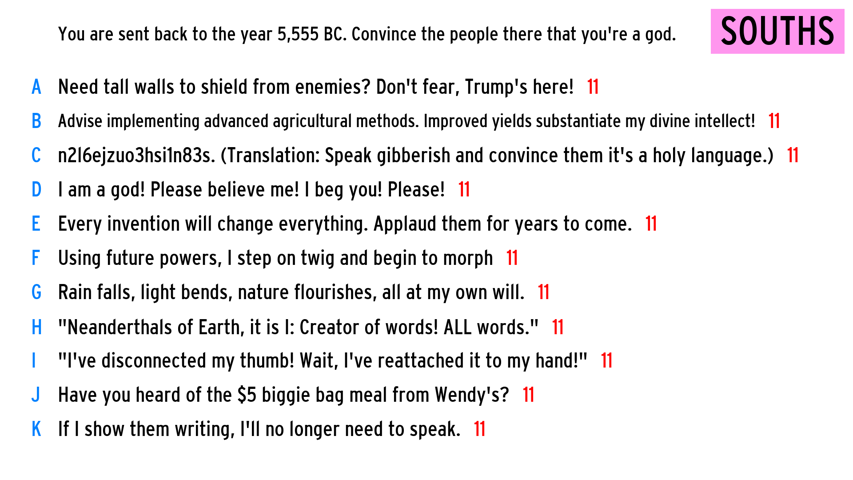 You are sent back to the year 5,555 BC. Convince the people there that you're a god.
SOUTHS
A Need tall walls to shield from enemies? Don't fear, Trump's here! 11
B Advise implementing advanced agricultural methods. Improved yields substantiate my divine intellect! 11
C n2l6ejzuo3hsi1n83s. (Translation: Speak gibberish and convince them it's a holy language.) 11
D I am a god! Please believe me! I beg you! Please! 11
E Every invention will change everything. Applaud them for years to come. 11
F Using future powers, I step on twig and begin to morph 11
G Rain falls, light bends, nature flourishes, all at my own will. 11
H "Neanderthals of Earth, it is I: Creator of words! ALL words." 11
I "I've disconnected my thumb! Wait, I've reattached it to my hand!" 11
J Have you heard of the $5 biggie bag meal from Wendy's? 11
K If I show them writing, I'll no longer need to speak. 11